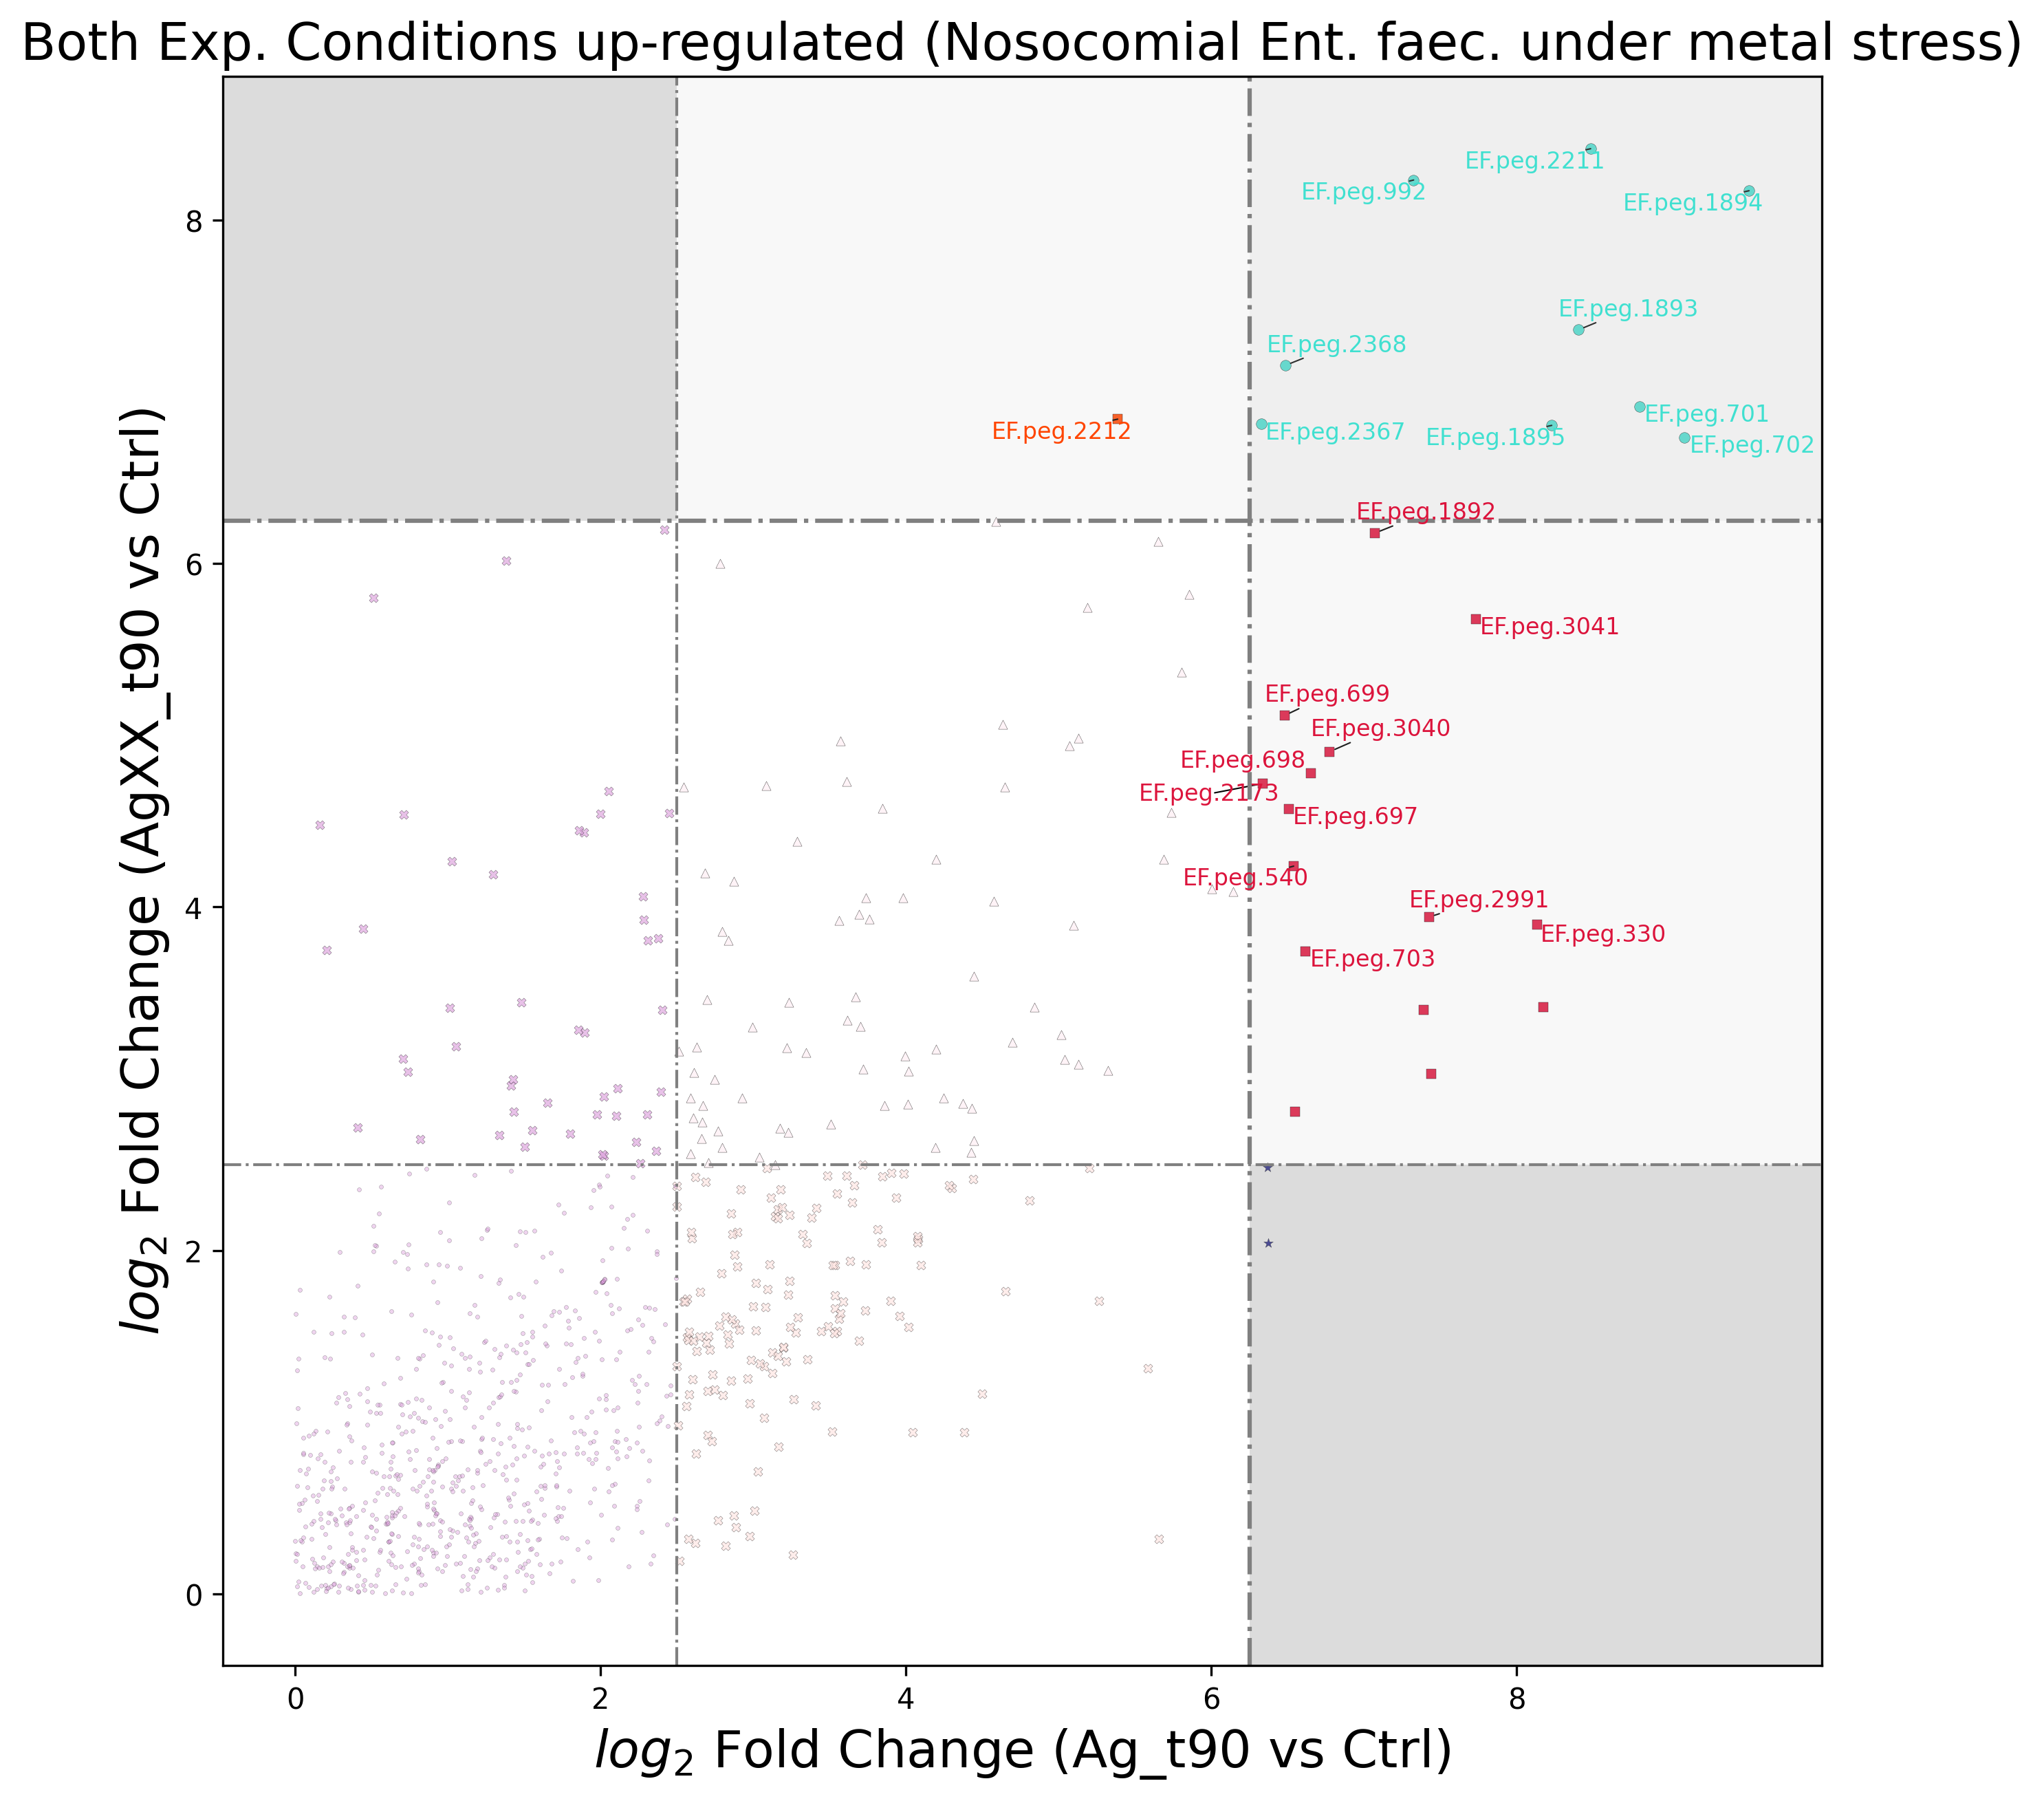 Both Exp. Conditions up-regulated (Nosocomial Ent. faec. under metal stress)
log2 Fold Change (AgXX_t90 vs Ctrl)
8
6
4
2
0
EF.peg.2211
EF.peg.992
EF.peg.1894
EF.peg.1893
EF.peg.2368
EF.peg.701
EF.peg.2212
EF.peg.2367
EF.peg.1895
EF.peg.702
EF.peg.1892
EF.peg.3041
EF.peg.699
EF.peg.3040
EF.peg.698
EF.peg.2173
EF.peg.697
EF.peg.540
EF.peg.2991
EF.peg.330
EF.peg.703
0 2 4 6 8
log2 Fold Change (Ag_t90 vs Ctrl)